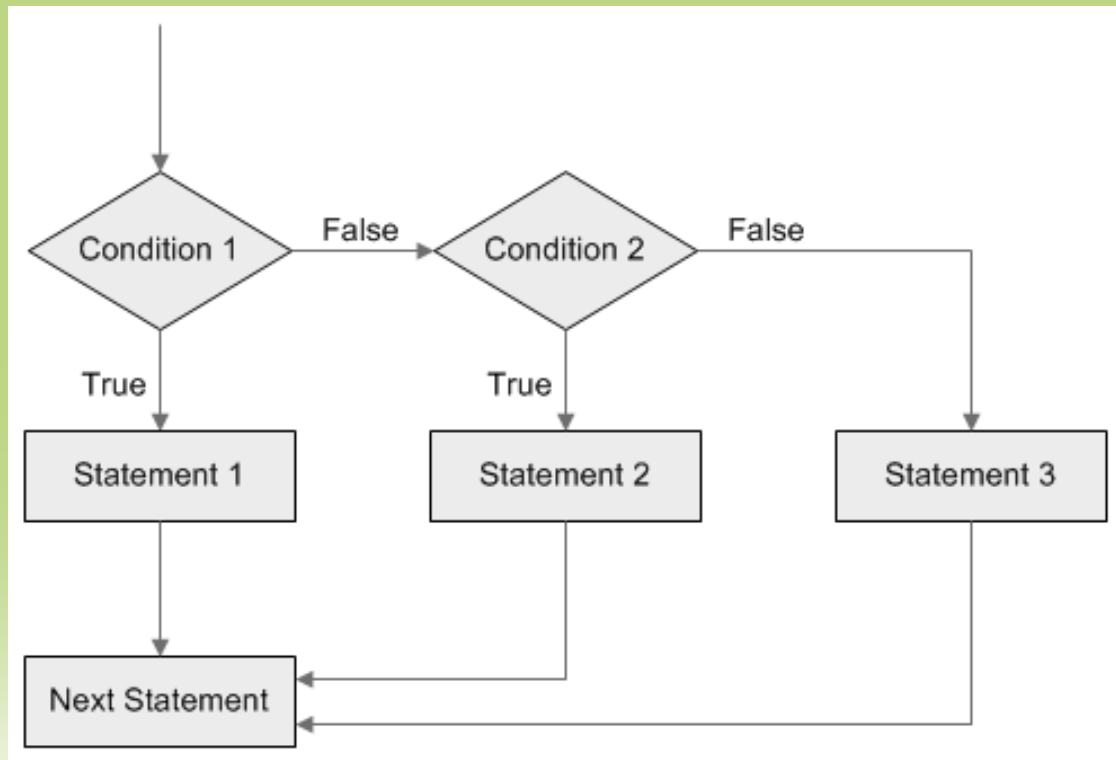 Condition 1
False
Condition 2
False
True
True
Statement 1
Statement 2
Statement 3
Next Statement